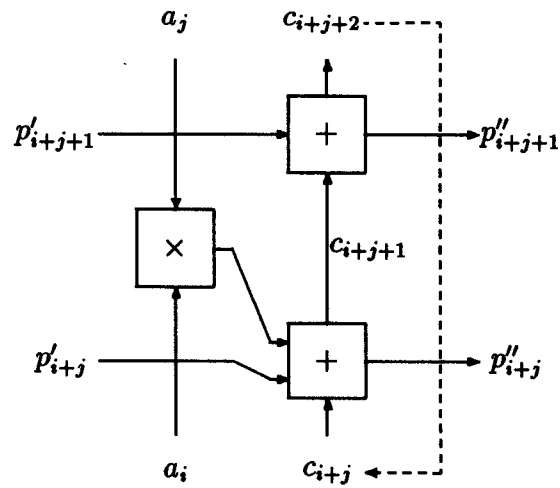 a_j c_{i+j+2}
p'_{i+j+1} + p''_{i+j+1}
× c_{i+j+1}
p'_{i+j} + p''_{i+j}
a_i c_{i+j}